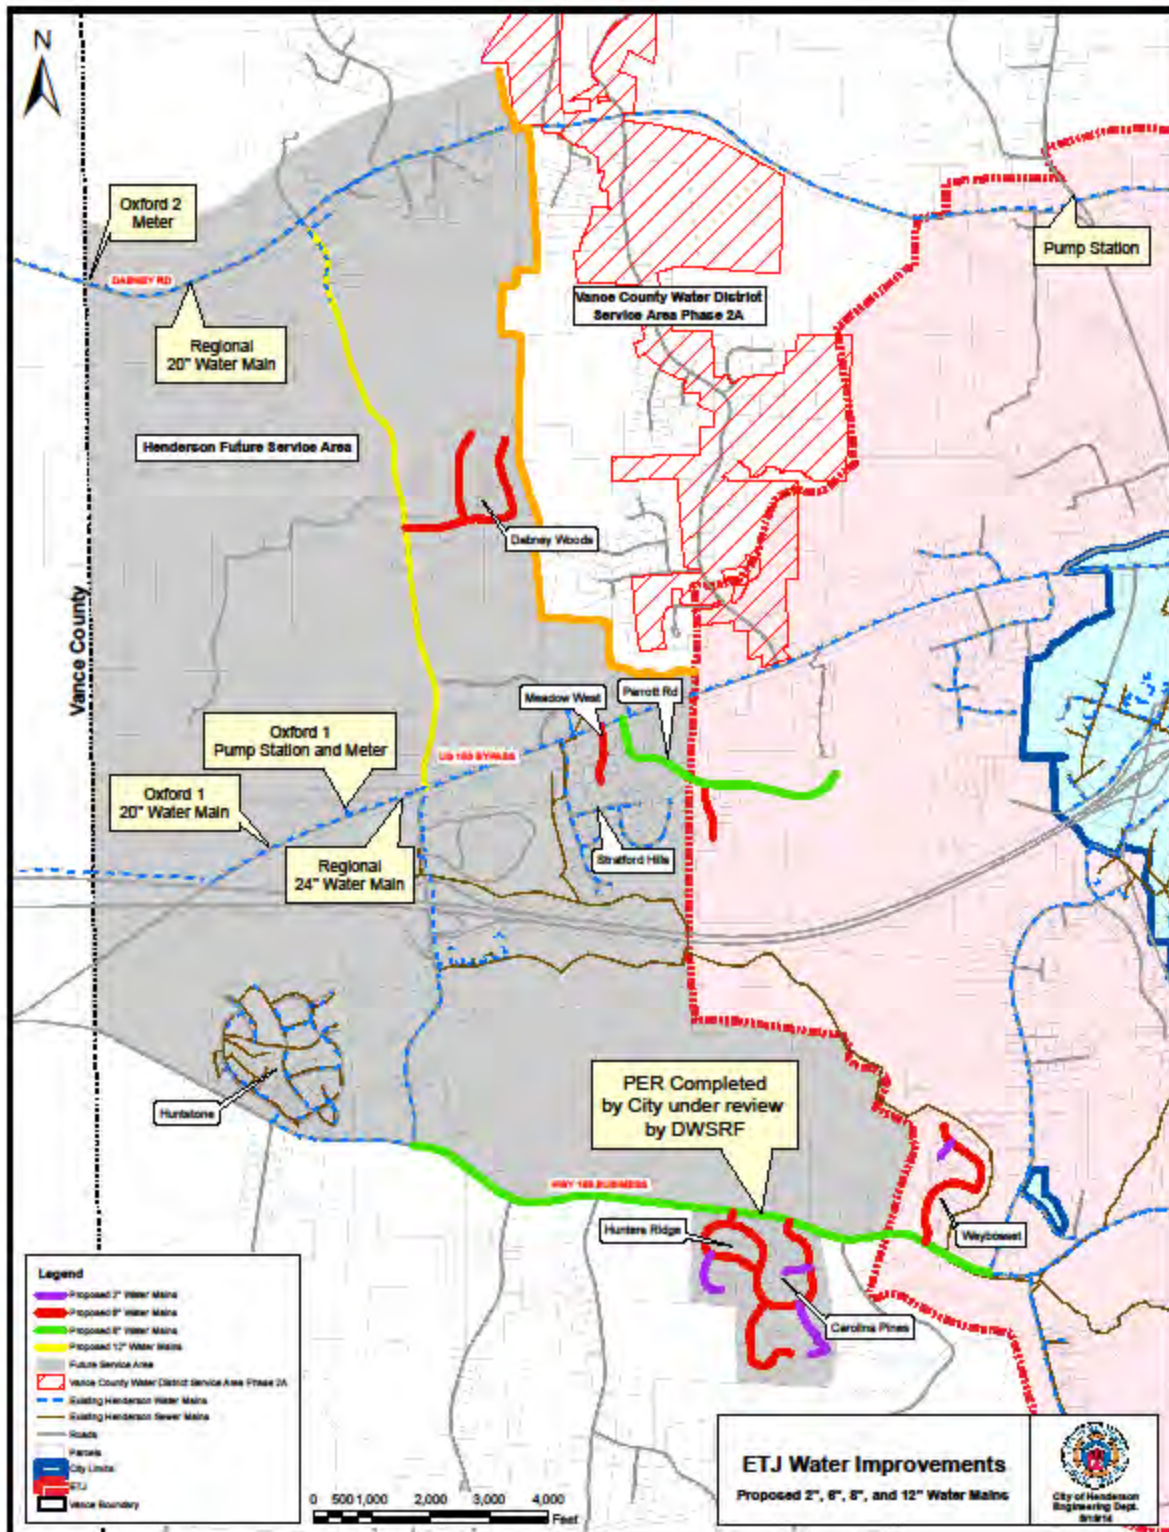 N
Oxford 2
Meter
DABNEY RD
Regional
20" Water Main
Pump Station
Vance County Water District
Service Area Phase 2A
Henderson Future Service Area
Dabney Woods
Vance County
Meadow West
Parrott Rd
Oxford 1
Pump Station and Meter
US 158 BYPASS
Oxford 1
20" Water Main
Regional
24" Water Main
Stratford Hills
Huntstone
PER Completed
by City under review
by DWSRF
HWY 158 BUSINESS
Hunters Ridge
Weybosset
Carolina Pines
Legend
Proposed 2" Water Mains
Proposed 6" Water Mains
Proposed 8" Water Mains
Proposed 12" Water Mains
Future Service Area
Vance County Water District Service Area Phase 2A
Existing Henderson Water Mains
Existing Henderson Sewer Mains
Roads
Parcels
City Limits
ETJ
Vance Boundary
0 500 1,000 2,000 3,000 4,000
Feet
ETJ Water Improvements
Proposed 2", 6", 8", and 12" Water Mains
City of Henderson
Engineering Dept.